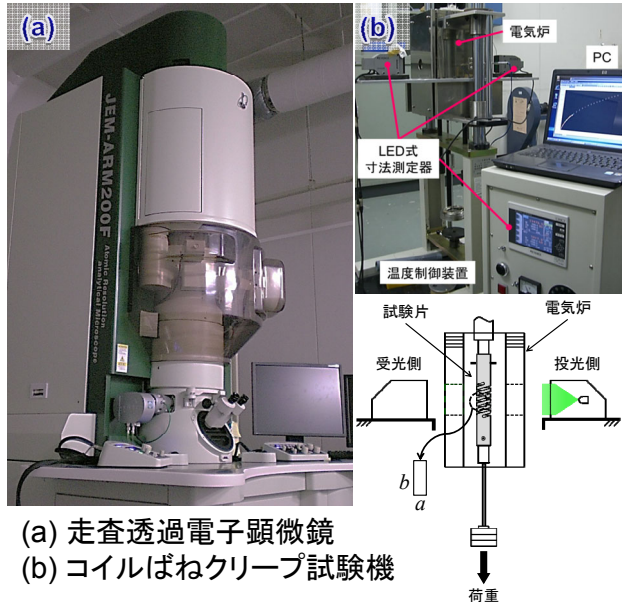 (a)
JEM-ARM200F
Atomic Resolution
analytical Microscope
(b)
電気炉
PC
LED式
寸法測定器
温度制御装置
試験片
電気炉
受光側
投光側
b
a
荷重
(a) 走査透過電子顕微鏡
(b) コイルばねクリープ試験機